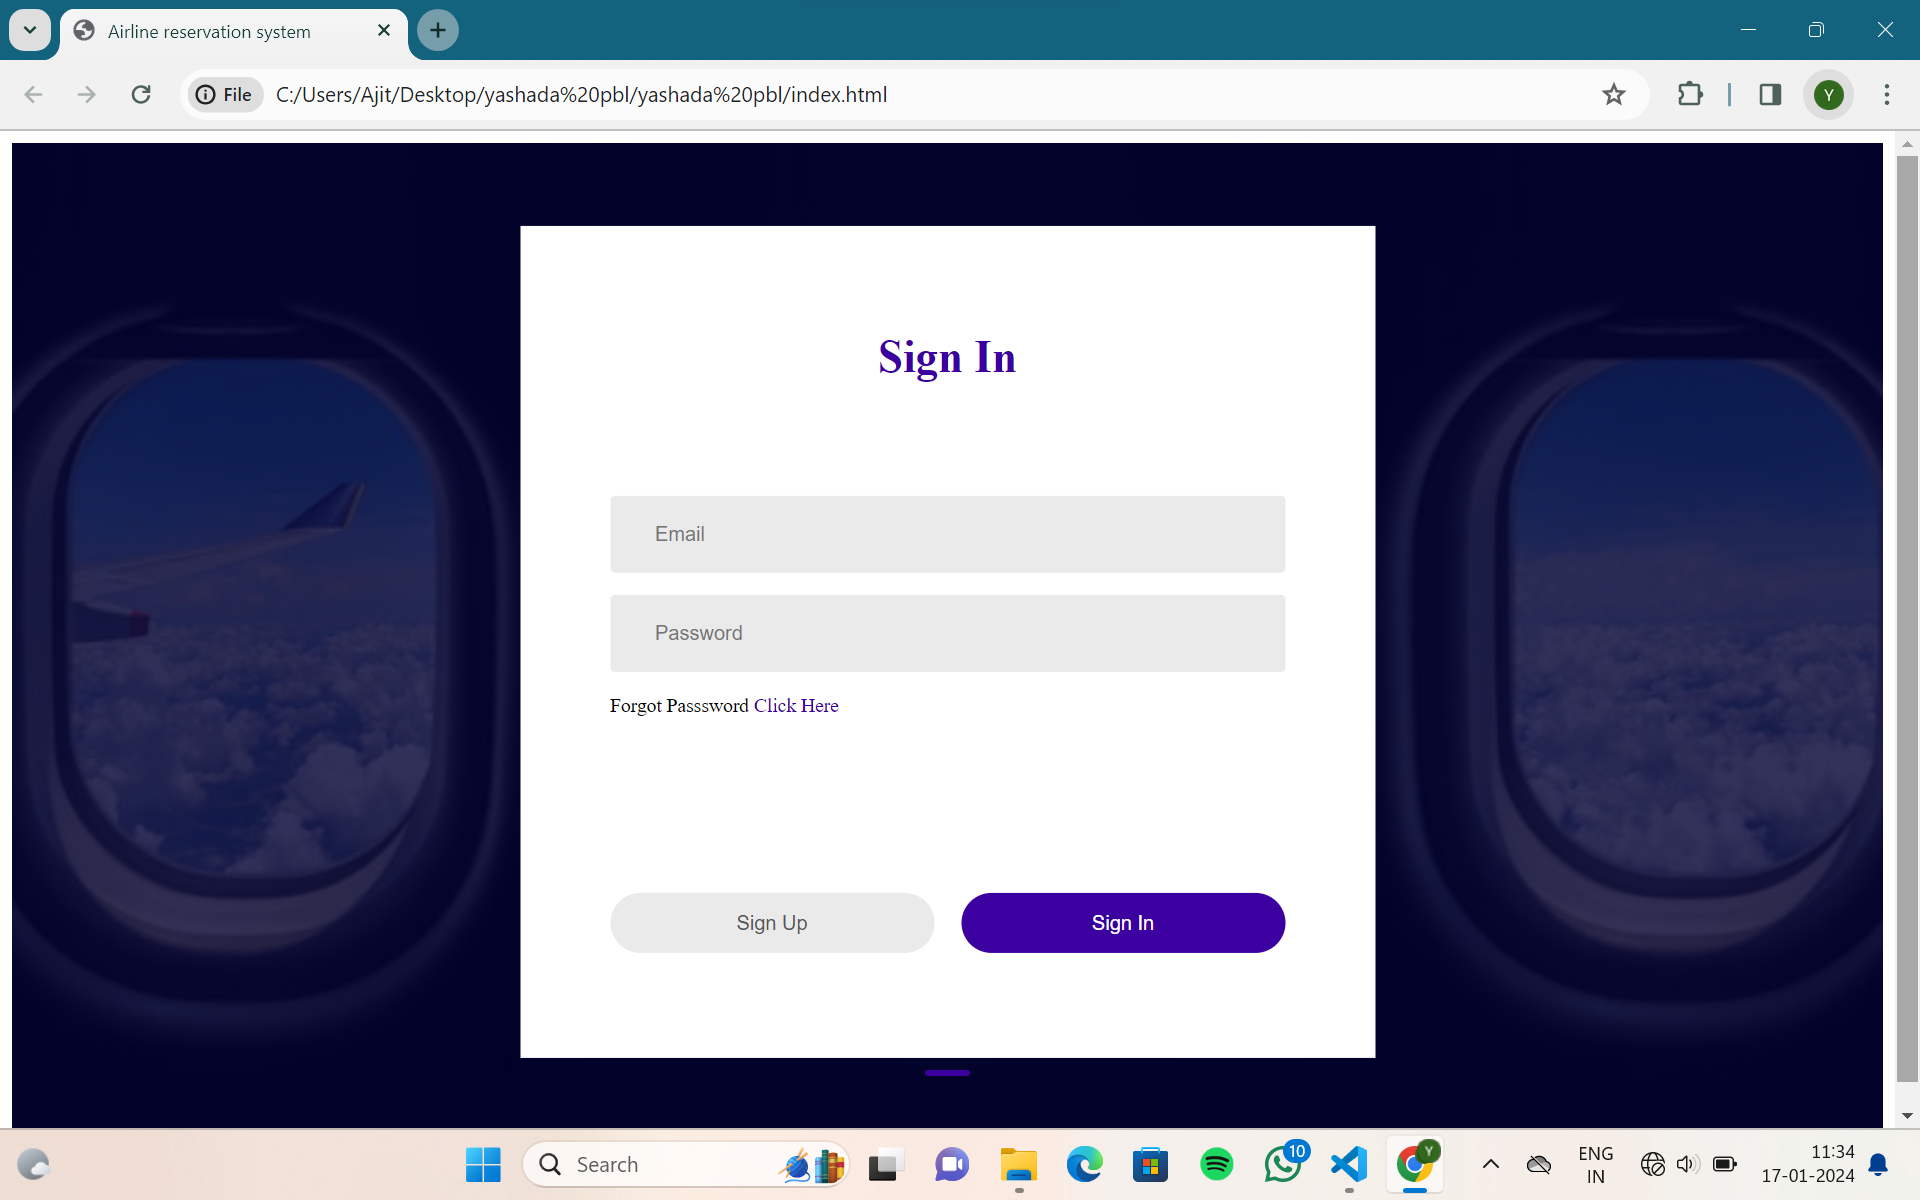 Airline reservation system
File C:/Users/Ajit/Desktop/yashada%20pbl/yashada%20pbl/index.html
Y
Sign In
Email
Password
Forgot Passsword Click Here
Sign Up Sign In
Search
10
Y
ENG
IN
11:34
17-01-2024